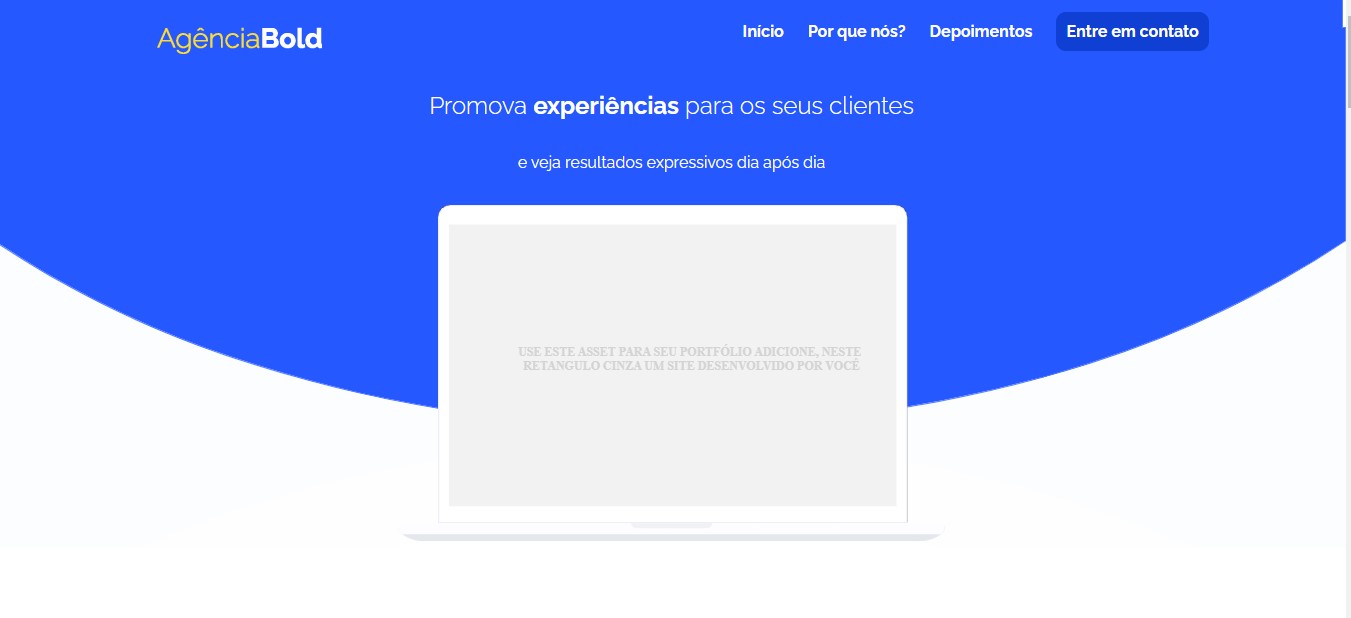 AgênciaBold
Início Por que nós? Depoimentos Entre em contato
Promova experiências para os seus clientes
e veja resultados expressivos dia após dia
USE ESTE ASSET PARA SEU PORTFÓLIO ADICIONE, NESTE
RETANGULO CINZA UM SITE DESENVOLVIDO POR VOCÊ